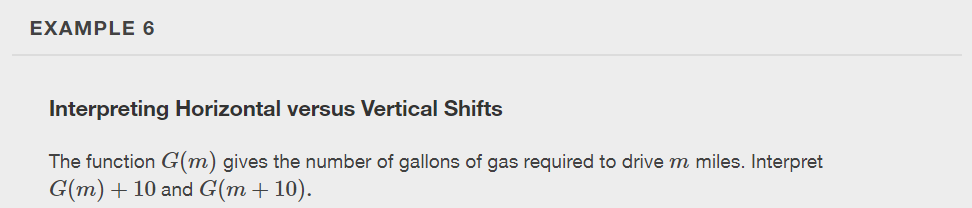 EXAMPLE 6
Interpreting Horizontal versus Vertical Shifts
The function G(m) gives the number of gallons of gas required to drive m miles. Interpret
G(m) + 10 and G(m + 10).